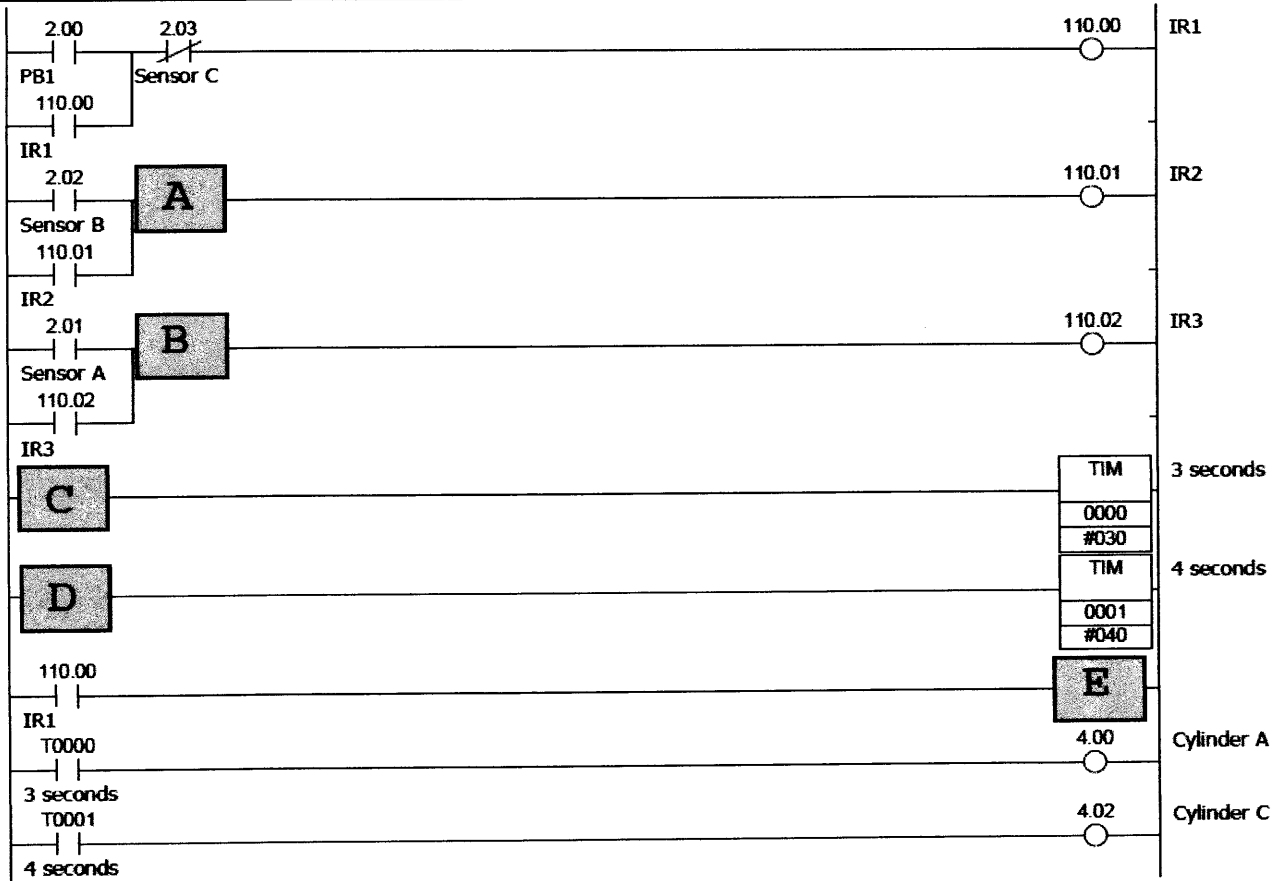 2.00 2.03 110.00 IR1
PB1 Sensor C
110.00
IR1
2.02 A 110.01 IR2
Sensor B
110.01
IR2
2.01 B 110.02 IR3
Sensor A
110.02
IR3
C TIM 3 seconds
0000
#030
D TIM 4 seconds
0001
#040
110.00 E
IR1
T0000 4.00 Cylinder A
3 seconds
T0001 4.02 Cylinder C
4 seconds